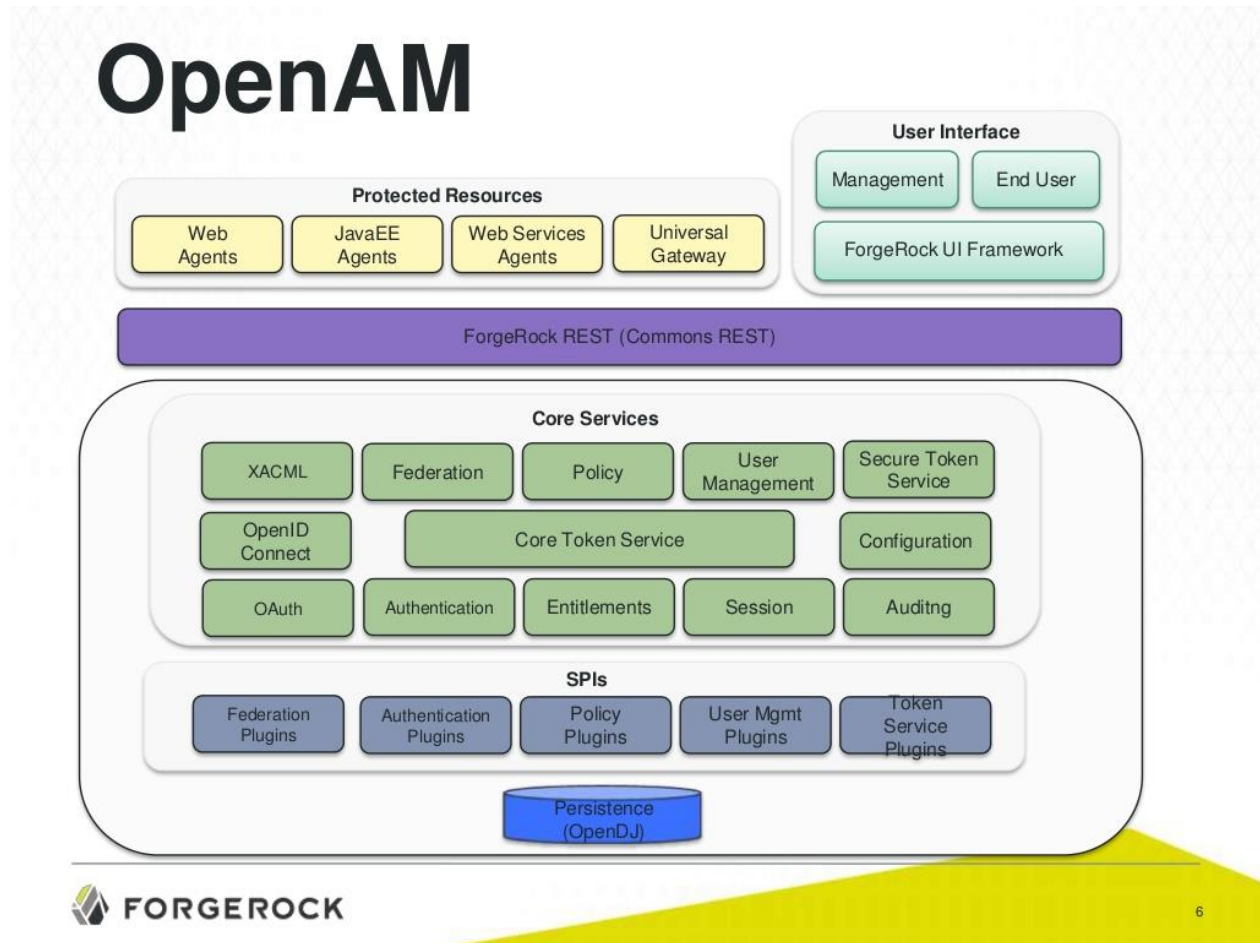 OpenAM
User Interface
Management
End User
ForgeRock UI Framework
Protected Resources
Web
Agents
JavaEE
Agents
Web Services
Agents
Universal
Gateway
ForgeRock REST (Commons REST)
Core Services
XACML
Federation
Policy
User
Management
Secure Token
Service
OpenID
Connect
Core Token Service
Configuration
OAuth
Authentication
Entitlements
Session
Auditng
SPIs
Federation
Plugins
Authentication
Plugins
Policy
Plugins
User Mgmt
Plugins
Token
Service
Plugins
Persistence
(OpenDJ)
FORGEROCK
6